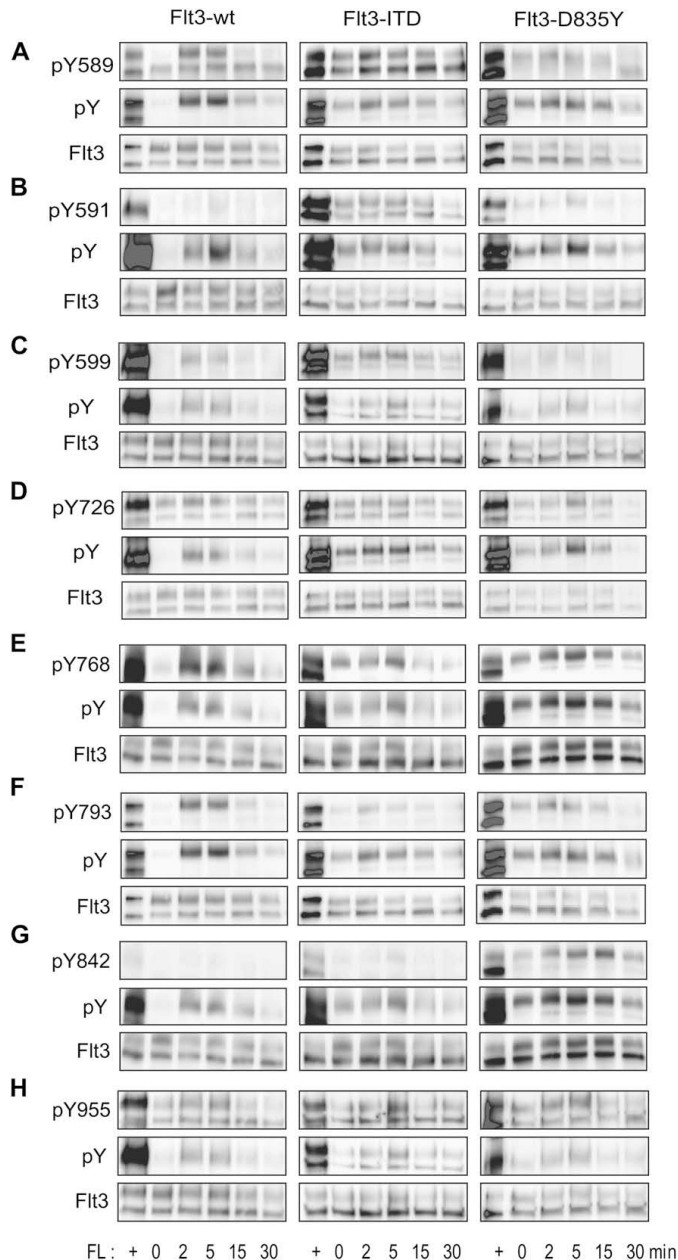 Flt3-wt Flt3-ITD Flt3-D835Y
A
pY589
pY
Flt3
B
pY591
pY
Flt3
C
pY599
pY
Flt3
D
pY726
pY
Flt3
E
pY768
pY
Flt3
F
pY793
pY
Flt3
G
pY842
pY
Flt3
H
pY955
pY
Flt3
FL : + 0 2 5 15 30 + 0 2 5 15 30 + 0 2 5 15 30 min